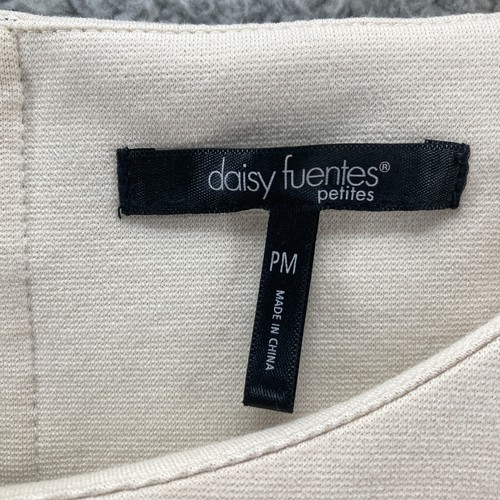 daisy fuentes®
petites
PM
MADE IN CHINA